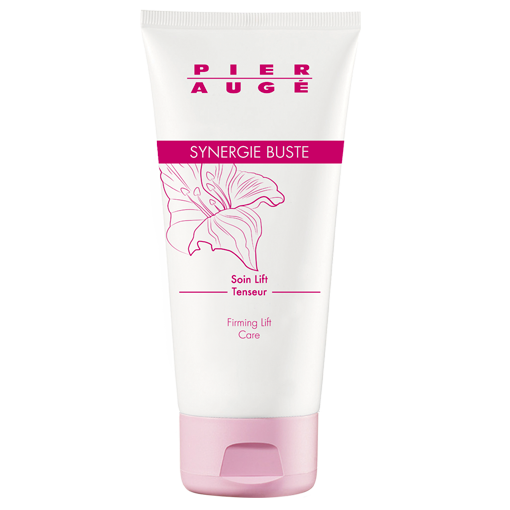 PIER
AUGÉ
SYNERGIE BUSTE
Soin Lift
Tenseur
Firming Lift
Care